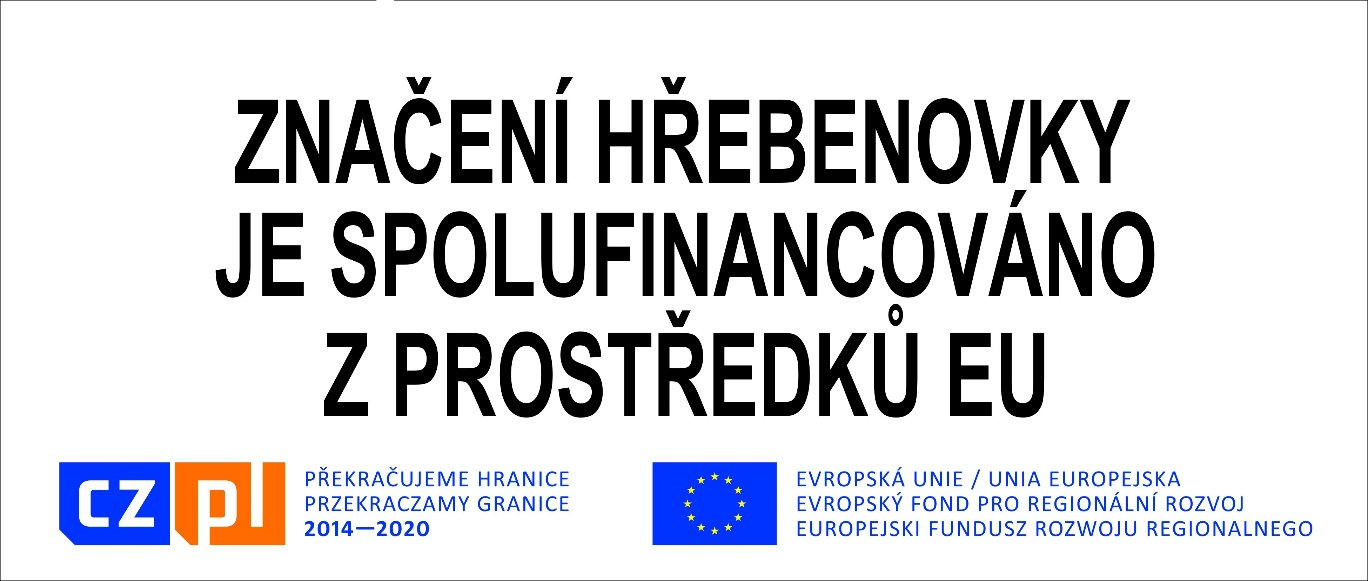 ZNAČENÍ HŘEBENOVKY
JE SPOLUFINANCOVÁNO
Z PROSTŘEDKŮ EU
cz pl
PŘEKRAČUJEME HRANICE
PRZEKRACZAMY GRANICE
2014—2020
EVROPSKÁ UNIE / UNIA EUROPEJSKA
EVROPSKÝ FOND PRO REGIONÁLNÍ ROZVOJ
EUROPEJSKI FUNDUSZ ROZWOJU REGIONALNEGO